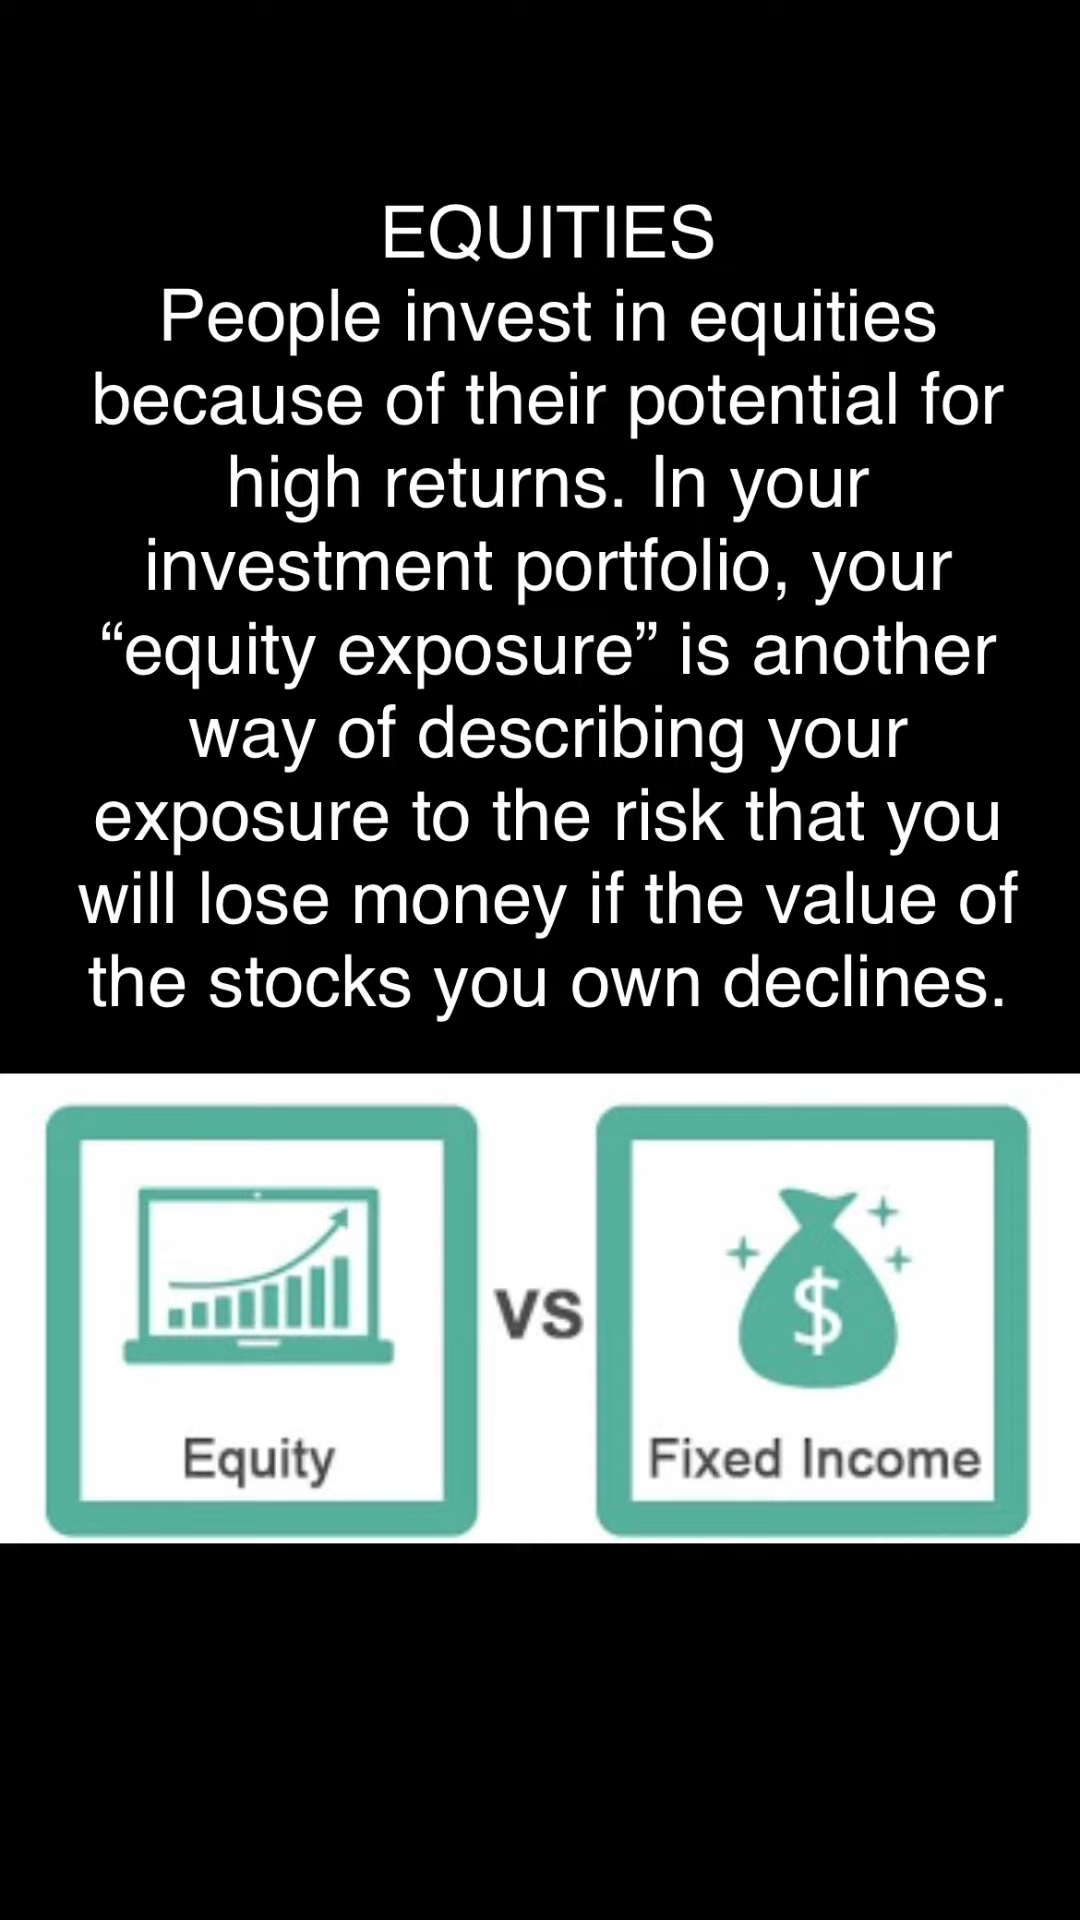 EQUITIES
People invest in equities
because of their potential for
high returns. In your
investment portfolio, your
“equity exposure” is another
way of describing your
exposure to the risk that you
will lose money if the value of
the stocks you own declines.
$
vs
Equity
Fixed Income